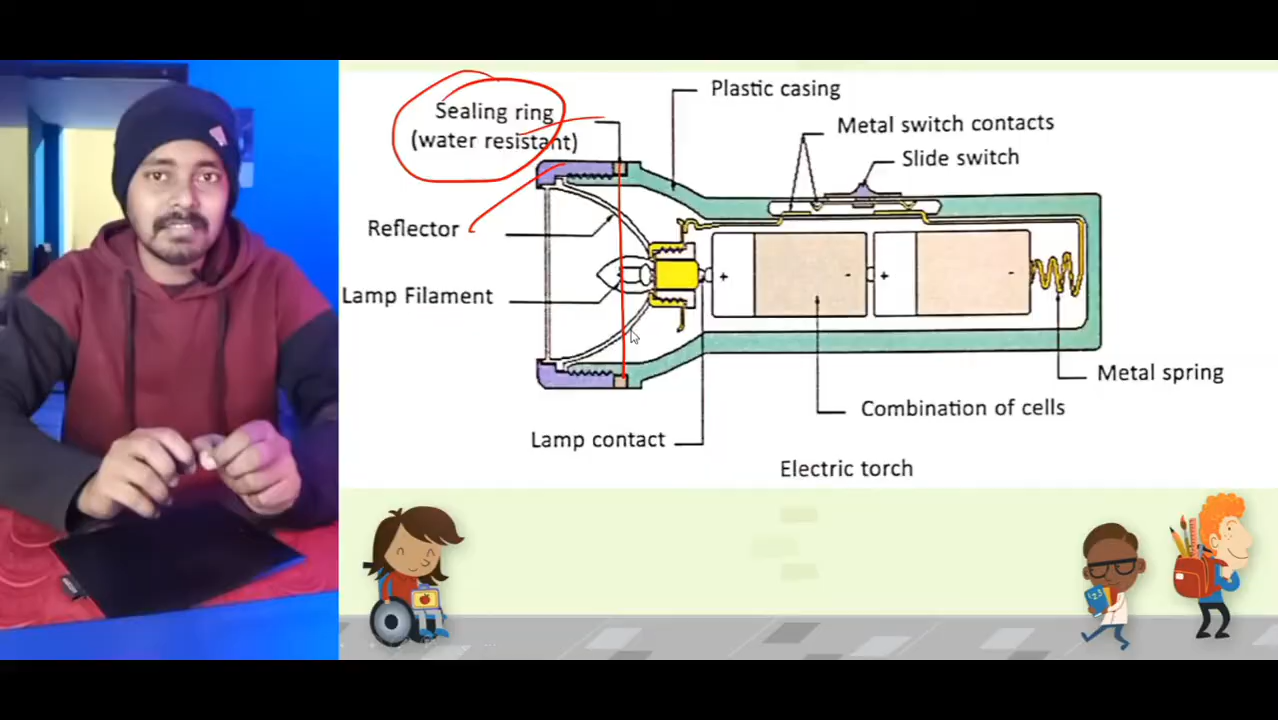 Plastic casing
Sealing ring
(water resistant)
Metal switch contacts
Slide switch
Reflector
Lamp Filament
+
-
+
-
Metal spring
Combination of cells
Lamp contact
Electric torch
123